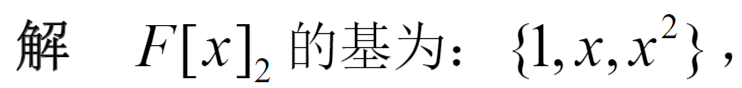 解 F[x]₂ 的基为：{1, x, x²}，